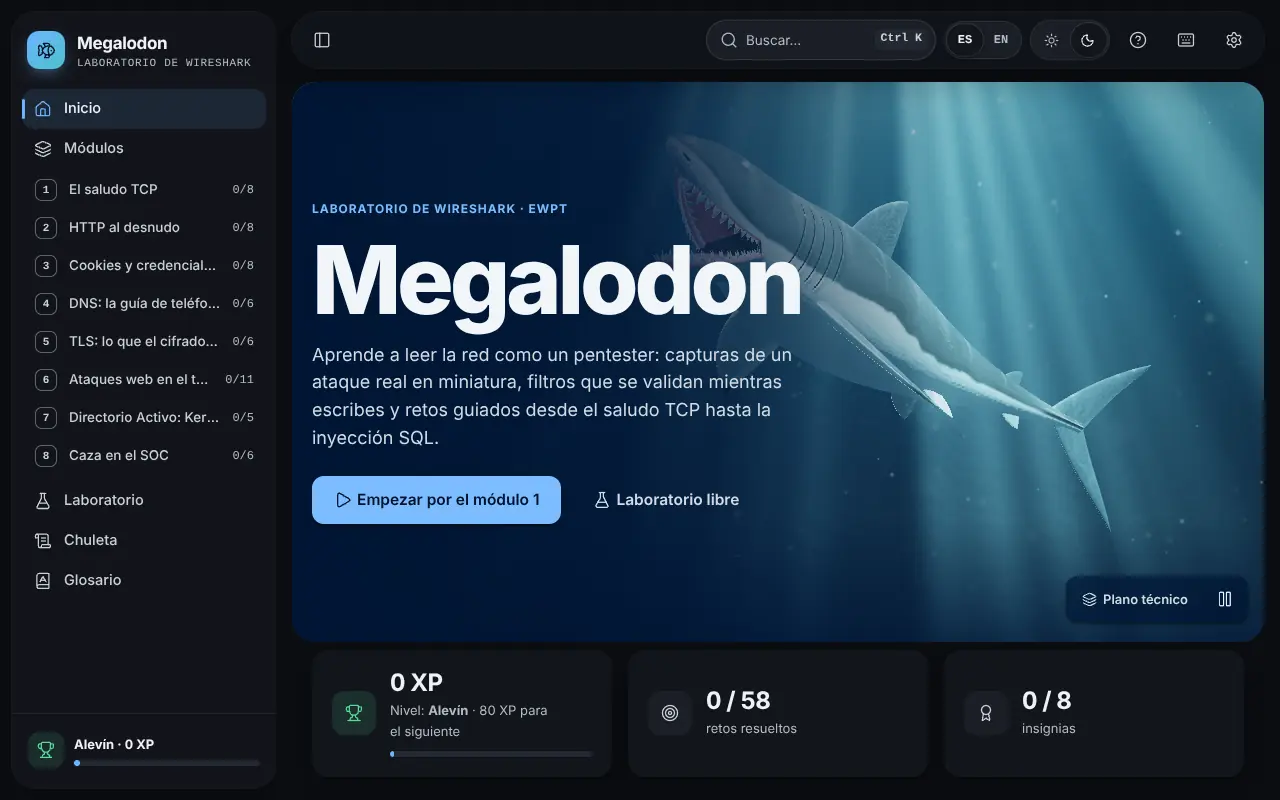 Megalodon
LABORATORIO DE WIRESHARK
Inicio
Módulos
1 El saludo TCP 0/8
2 HTTP al desnudo 0/8
3 Cookies y credencial... 0/8
4 DNS: la guía de teléfo... 0/6
5 TLS: lo que el cifrado... 0/6
6 Ataques web en el t... 0/11
7 Directorio Activo: Ker... 0/5
8 Caza en el SOC 0/6
Laboratorio
Chuleta
Glosario
Alevín · 0 XP
Buscar... Ctrl K ES EN
LABORATORIO DE WIRESHARK · EWPT
Megalodon
Aprende a leer la red como un pentester: capturas de un
ataque real en miniatura, filtros que se validan mientras
escribes y retos guiados desde el saludo TCP hasta la
inyección SQL.
Empezar por el módulo 1 Laboratorio libre
Plano técnico
0 XP
Nivel: Alevín · 80 XP para
el siguiente
0 / 58
retos resueltos
0 / 8
insignias